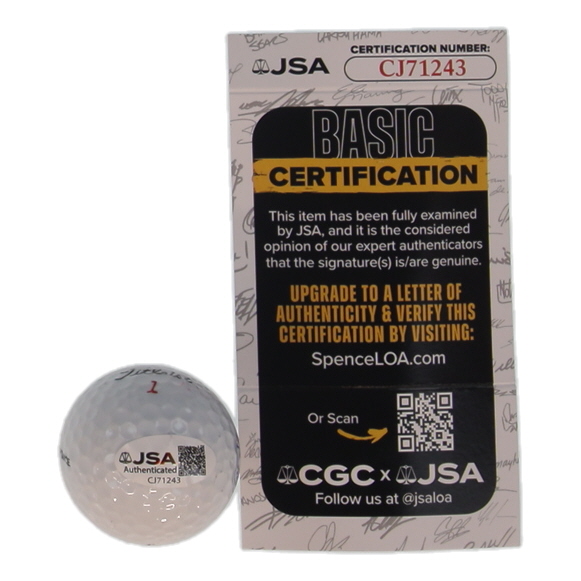 CERTIFICATION NUMBER:
JSA
CJ71243
BASIC
CERTIFICATION
This item has been fully examined
by JSA, and it is the considered
opinion of our expert authenticators
that the signature(s) is/are genuine.
UPGRADE TO A LETTER OF
AUTHENTICITY & VERIFY THIS
CERTIFICATION BY VISITING:
SpenceLOA.com
Or Scan
CGC x JSA
Follow us at @jsaloa
Titleist
1
JSA
Authenticated
CJ71243